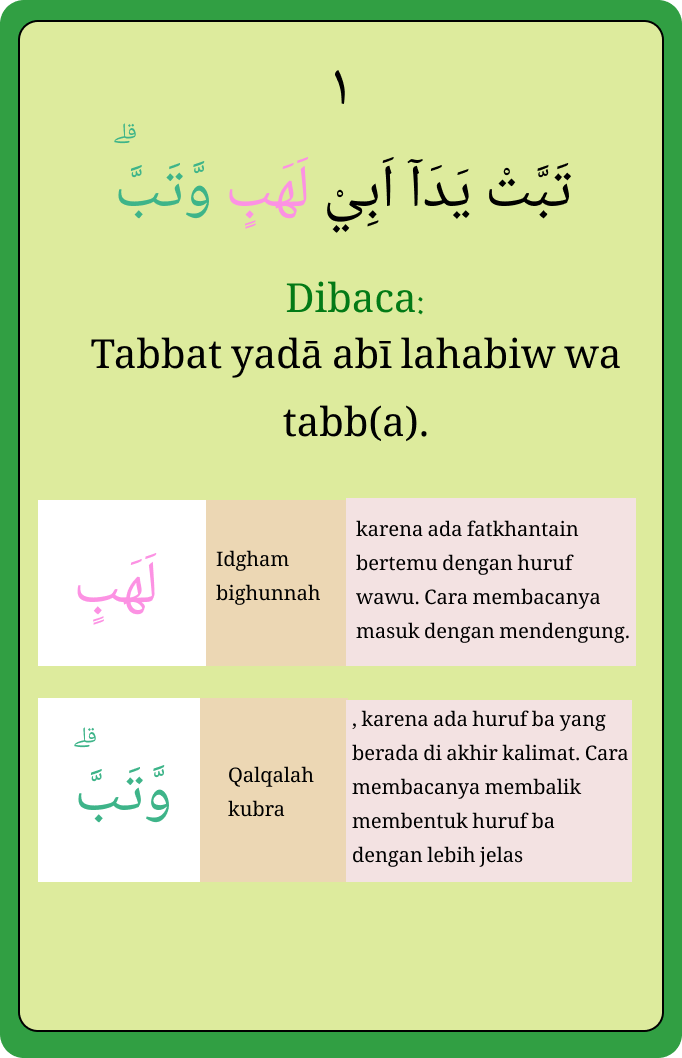 ١
تَبَّتْ يَدَآ اَبِيْ لَهَبٍ وَّتَبَّۗ
Dibaca:
Tabbat yadā abī lahabiw wa
tabb(a).
لَهَبٍ
Idgham
bighunnah
karena ada fatkhantain
bertemu dengan huruf
wawu. Cara membacanya
masuk dengan mendengung.
وَّتَبَّۗ
Qalqalah
kubra
, karena ada huruf ba yang
berada di akhir kalimat. Cara
membacanya membalik
membentuk huruf ba
dengan lebih jelas